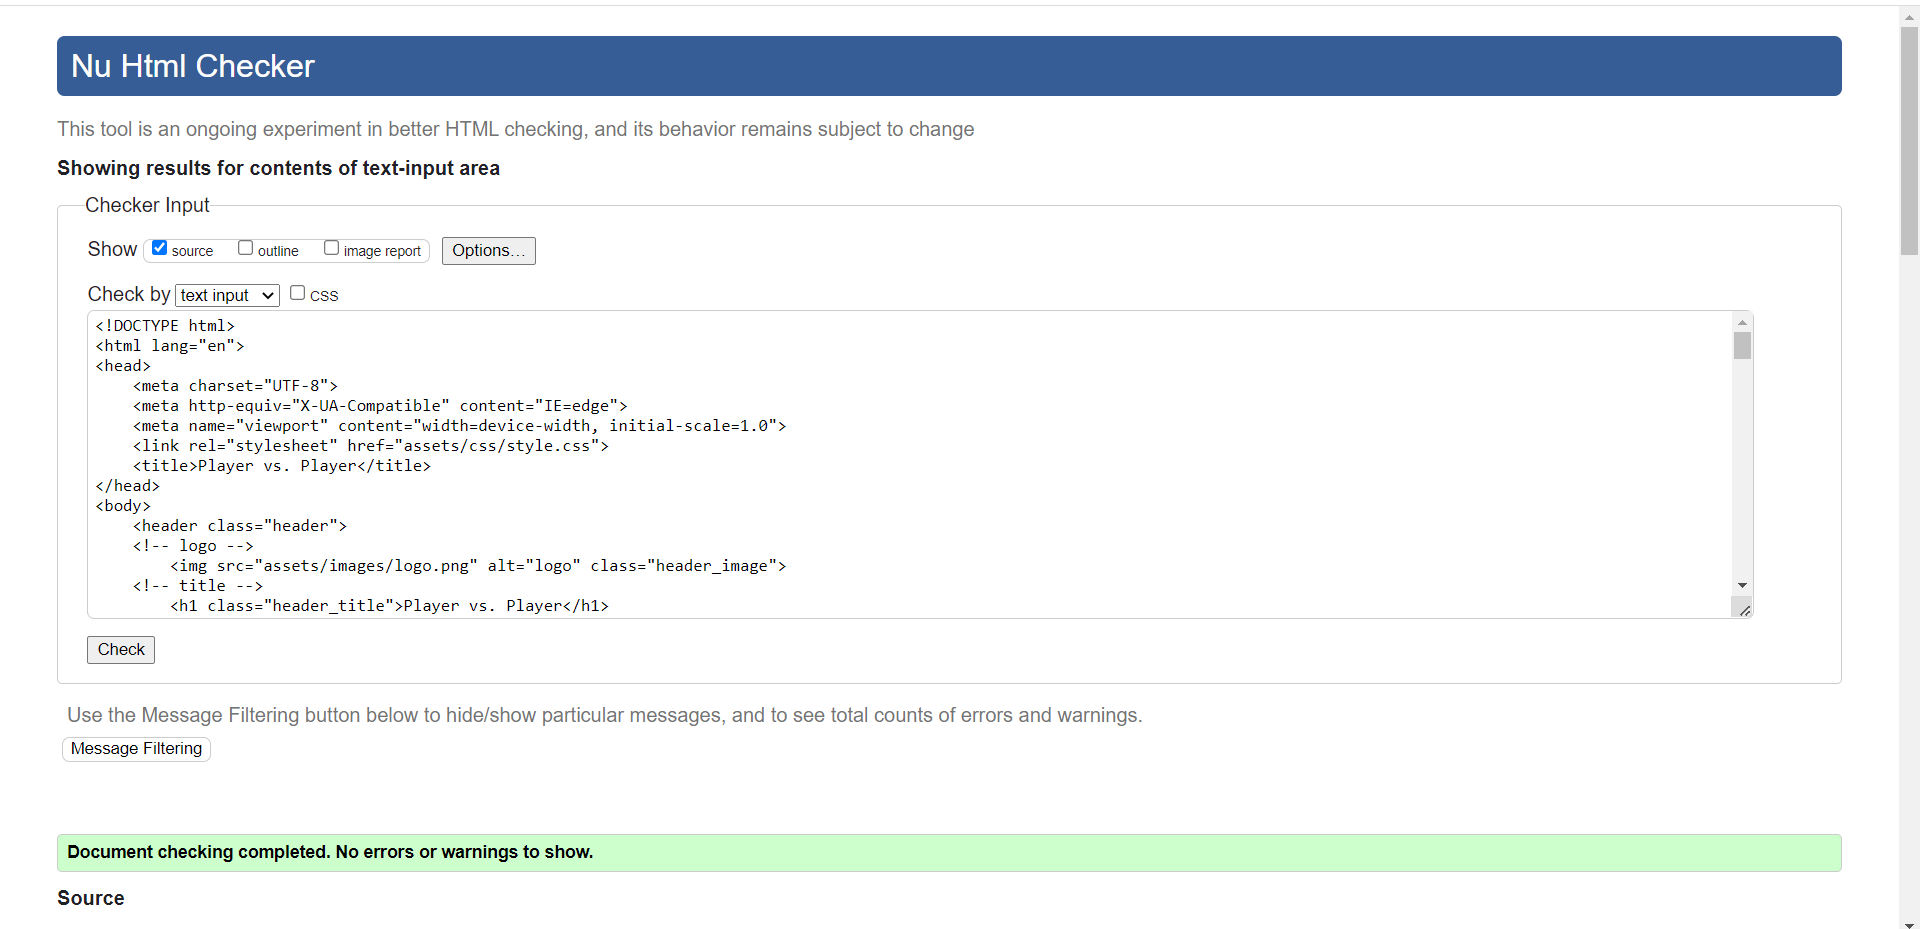 Nu Html Checker
This tool is an ongoing experiment in better HTML checking, and its behavior remains subject to change
Showing results for contents of text-input area
Checker Input
Show source outline image report Options...
Check by text input CSS
<!DOCTYPE html>
<html lang="en">
<head>
    <meta charset="UTF-8">
    <meta http-equiv="X-UA-Compatible" content="IE=edge">
    <meta name="viewport" content="width=device-width, initial-scale=1.0">
    <link rel="stylesheet" href="assets/css/style.css">
    <title>Player vs. Player</title>
</head>
<body>
    <header class="header">
    <!-- logo -->
        <img src="assets/images/logo.png" alt="logo" class="header_image">
    <!-- title -->
        <h1 class="header_title">Player vs. Player</h1>
Check
Use the Message Filtering button below to hide/show particular messages, and to see total counts of errors and warnings.
Message Filtering
Document checking completed. No errors or warnings to show.
Source